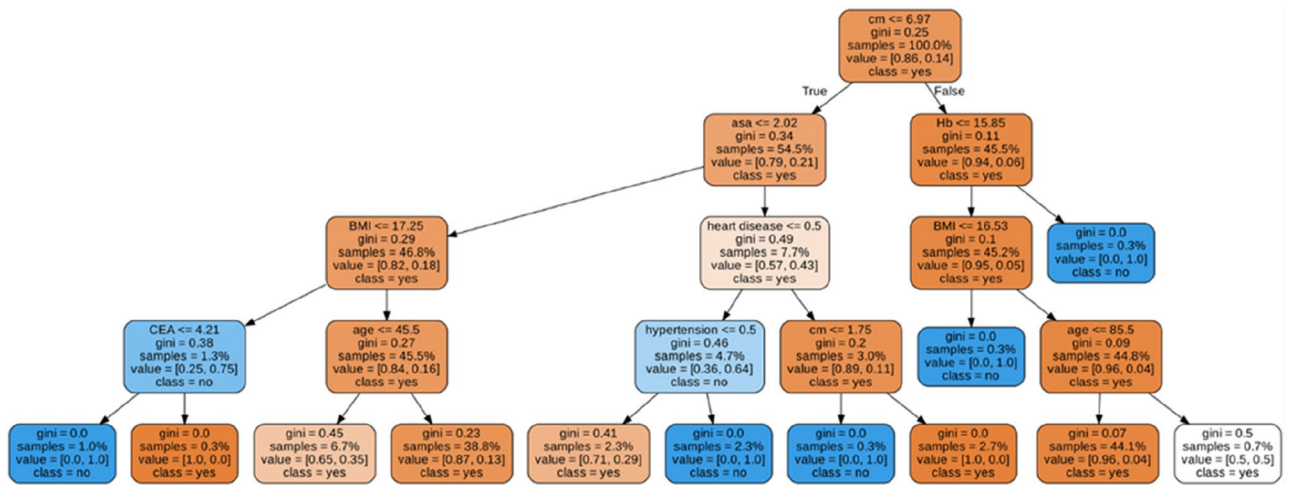 cm <= 6.97
gini = 0.25
samples = 100.0%
value = [0.86, 0.14]
class = yes
True
False
asa <= 2.02
gini = 0.34
samples = 54.5%
value = [0.79, 0.21]
class = yes
Hb <= 15.85
gini = 0.11
samples = 45.5%
value = [0.94, 0.06]
class = yes
BMI <= 17.25
gini = 0.29
samples = 46.8%
value = [0.82, 0.18]
class = yes
heart disease <= 0.5
gini = 0.49
samples = 7.7%
value = [0.57, 0.43]
class = yes
BMI <= 16.53
gini = 0.1
samples = 45.2%
value = [0.95, 0.05]
class = yes
gini = 0.0
samples = 0.3%
value = [0.0, 1.0]
class = no
CEA <= 4.21
gini = 0.38
samples = 1.3%
value = [0.25, 0.75]
class = no
age <= 45.5
gini = 0.27
samples = 45.5%
value = [0.84, 0.16]
class = yes
hypertension <= 0.5
gini = 0.46
samples = 4.7%
value = [0.36, 0.64]
class = no
cm <= 1.75
gini = 0.2
samples = 3.0%
value = [0.89, 0.11]
class = yes
gini = 0.0
samples = 0.3%
value = [0.0, 1.0]
class = no
age <= 85.5
gini = 0.09
samples = 44.8%
value = [0.96, 0.04]
class = yes
gini = 0.0
samples = 1.0%
value = [0.0, 1.0]
class = no
gini = 0.0
samples = 0.3%
value = [1.0, 0.0]
class = yes
gini = 0.45
samples = 6.7%
value = [0.65, 0.35]
class = yes
gini = 0.23
samples = 38.8%
value = [0.87, 0.13]
class = yes
gini = 0.41
samples = 2.3%
value = [0.71, 0.29]
class = yes
gini = 0.0
samples = 2.3%
value = [0.0, 1.0]
class = no
gini = 0.0
samples = 0.3%
value = [0.0, 1.0]
class = no
gini = 0.0
samples = 2.7%
value = [1.0, 0.0]
class = yes
gini = 0.07
samples = 44.1%
value = [0.96, 0.04]
class = yes
gini = 0.5
samples = 0.7%
value = [0.5, 0.5]
class = yes